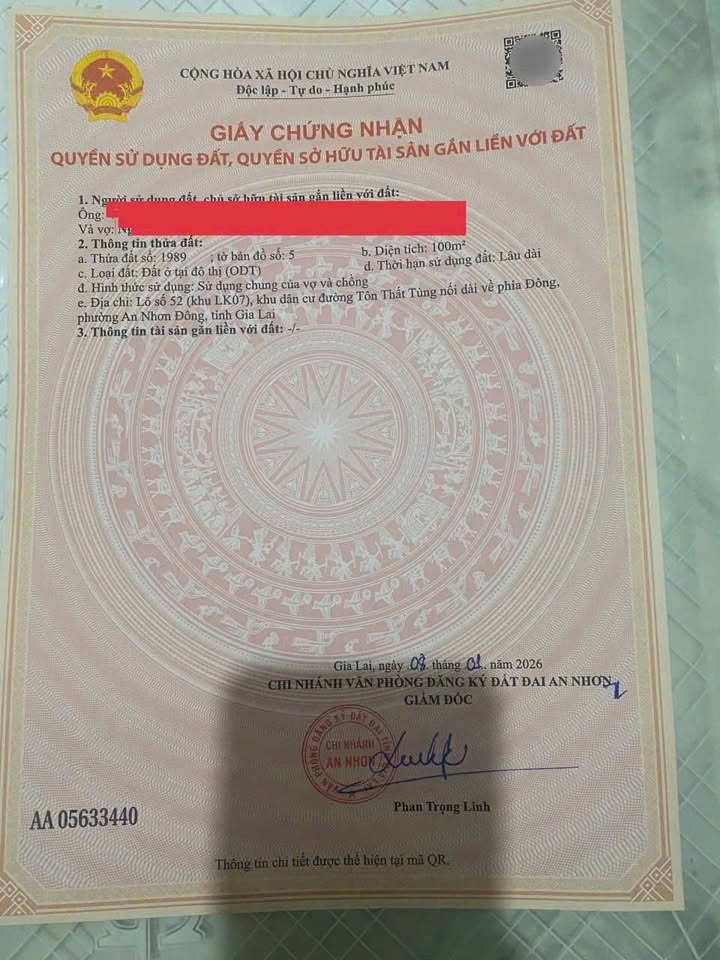 CỘNG HÒA XÃ HỘI CHỦ NGHĨA VIỆT NAM
Độc lập - Tự do - Hạnh phúc
GIẤY CHỨNG NHẬN
QUYỀN SỬ DỤNG ĐẤT, QUYỀN SỞ HỮU TÀI SẢN GẮN LIỀN VỚI ĐẤT
1. Người sử dụng đất, chủ sở hữu tài sản gắn liền với đất:
Ông:
Và vợ:
2. Thông tin thửa đất:
a. Thửa đất số: 1989 ; tờ bản đồ số: 5 b. Diện tích: 100m²
c. Loại đất: Đất ở tại đô thị (ODT) d. Thời hạn sử dụng đất: Lâu dài
đ. Hình thức sử dụng: Sử dụng chung của vợ và chồng
e. Địa chỉ: Lô số 52 (khu LK07), khu dân cư đường Tôn Thất Tùng nối dài về phía Đông,
phường An Nhơn Đông, tỉnh Gia Lai
3. Thông tin tài sản gắn liền với đất: -/-
Gia Lai, ngày 08 tháng 01 năm 2026
CHI NHÁNH VĂN PHÒNG ĐĂNG KÝ ĐẤT ĐAI AN NHƠN
GIÁM ĐỐC
VĂN PHÒNG ĐĂNG KÝ ĐẤT ĐAI TỈNH
CHI NHÁNH
AN NHƠN
Phan Trọng Linh
AA 05633440
Thông tin chi tiết được thể hiện tại mã QR.